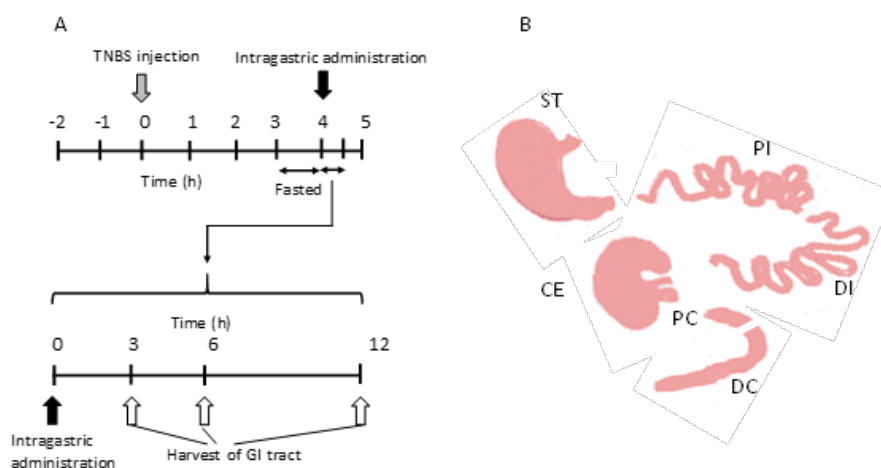 A
TNBS injection
Intragastric administration
-2 -1 0 1 2 3 4 5
Time (h)
Fasted
Time (h)
0 3 6 12
Intragastric
administration
Harvest of GI tract
B
ST
PI
CE
DI
PC
DC